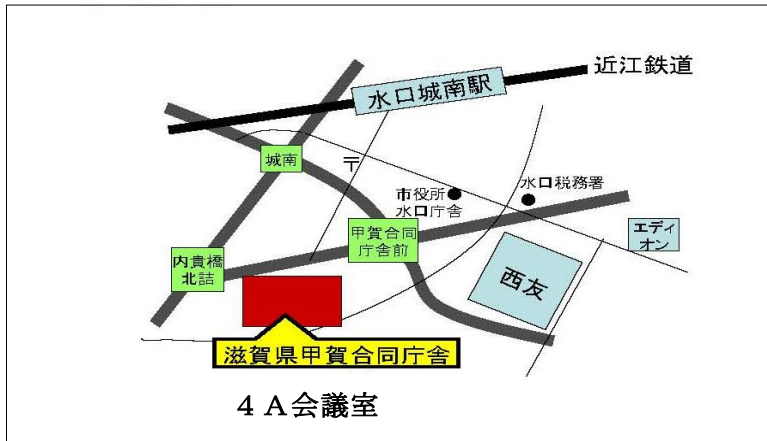 近江鉄道
水口城南駅
城南
〒
市役所
水口庁舎
水口税務署
甲賀合同
庁舎前
エディ
オン
内貴橋
北詰
西友
滋賀県甲賀合同庁舎
４Ａ会議室